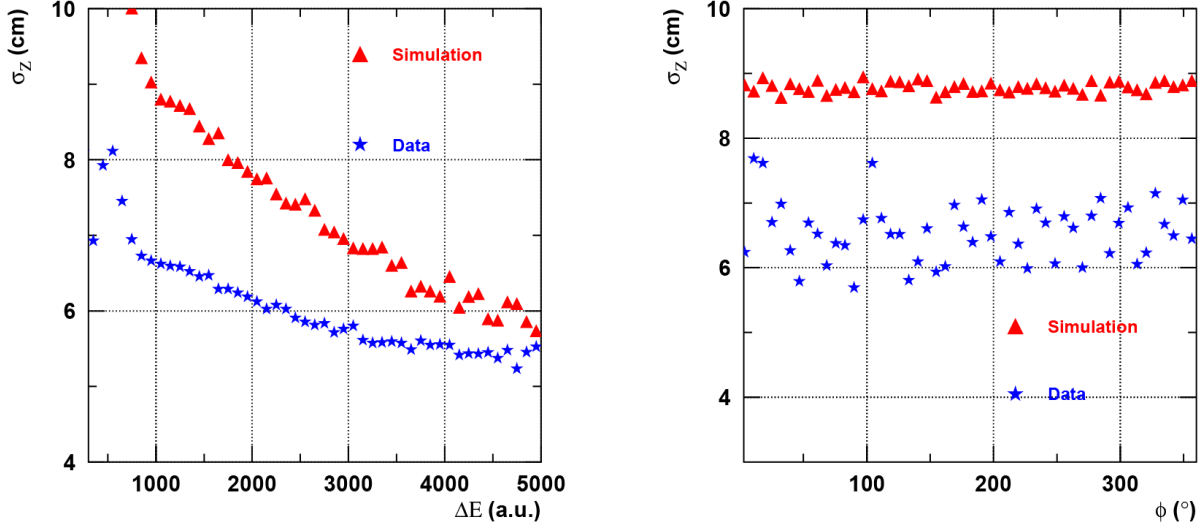 σZ (cm)
10
8
6
4
Simulation
Data
1000 2000 3000 4000 5000
ΔE (a.u.)
σZ (cm)
10
8
6
4
Simulation
Data
100 200 300
ϕ (°)